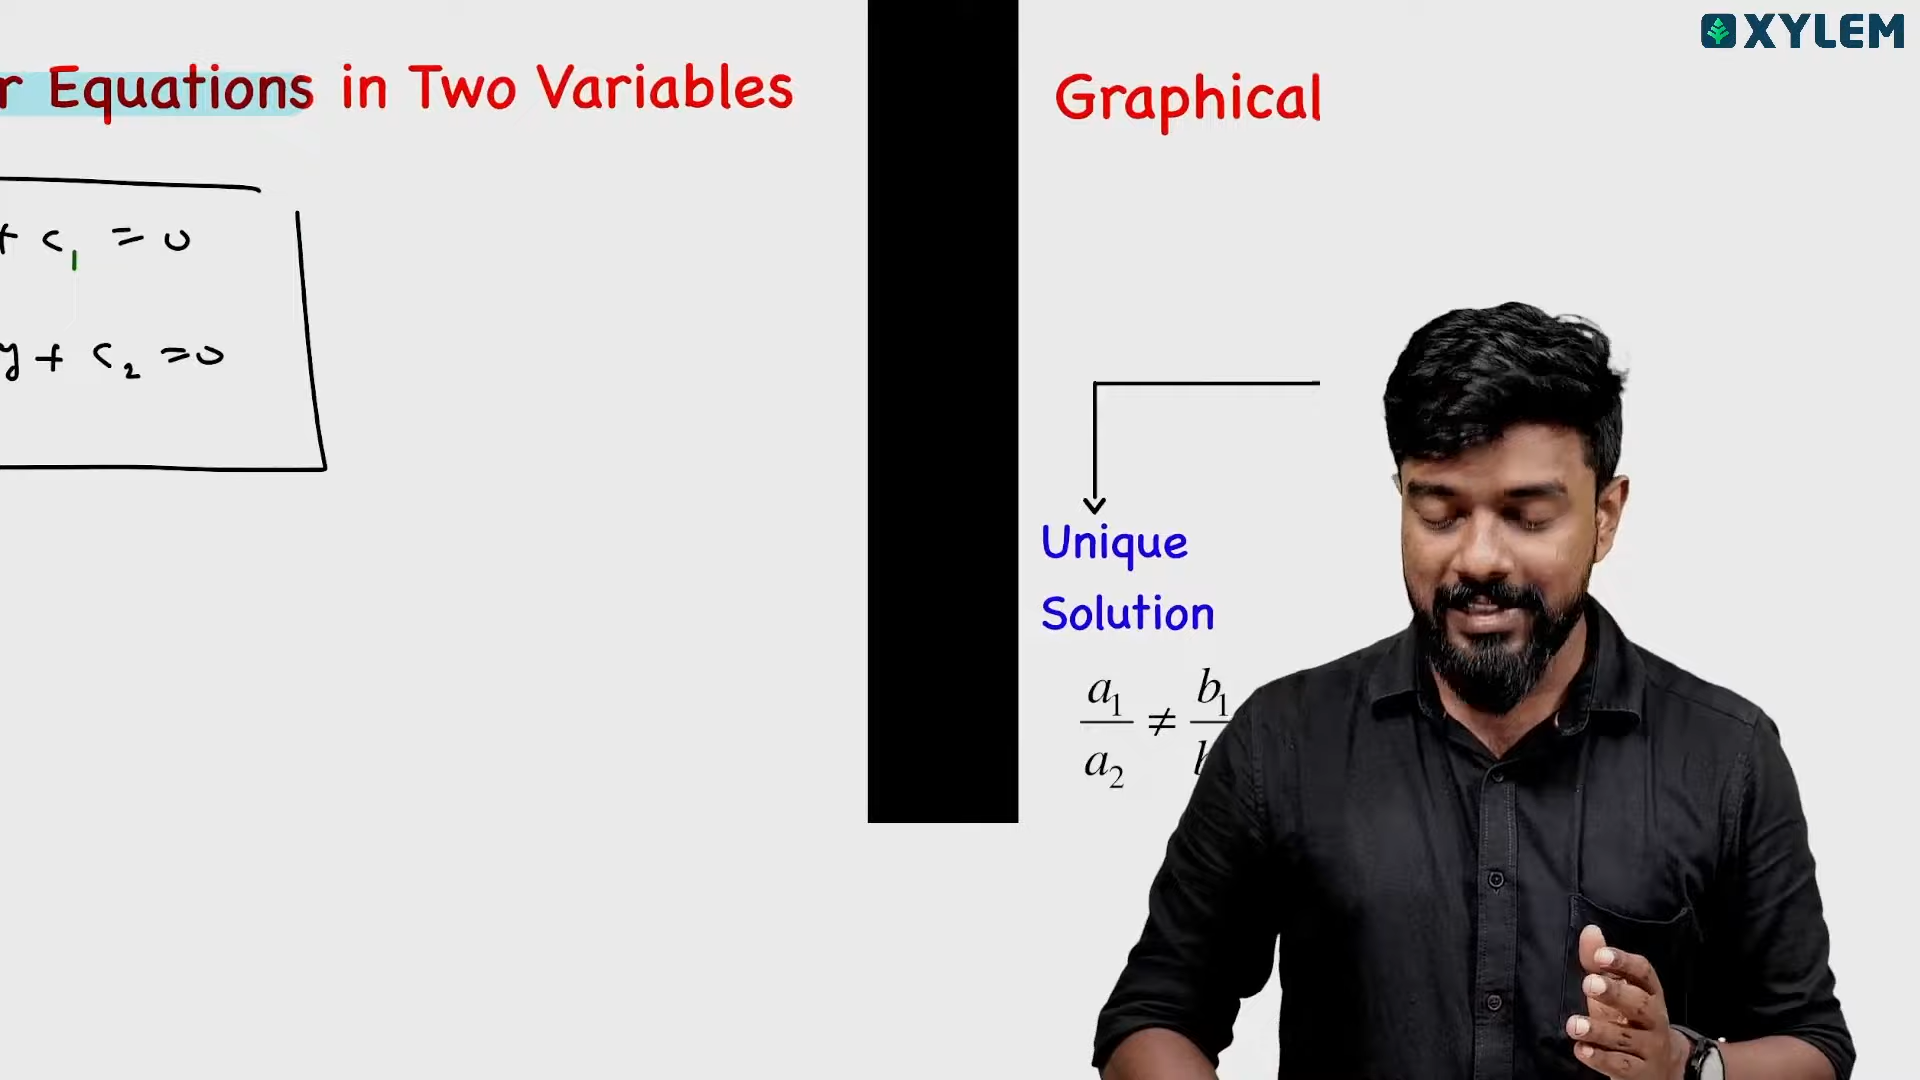 XYLEM
r Equations in Two Variables
+ c₁ = 0
y + c₂ = 0
Graphical
Unique
Solution
a₁/a₂ ≠ b₁/